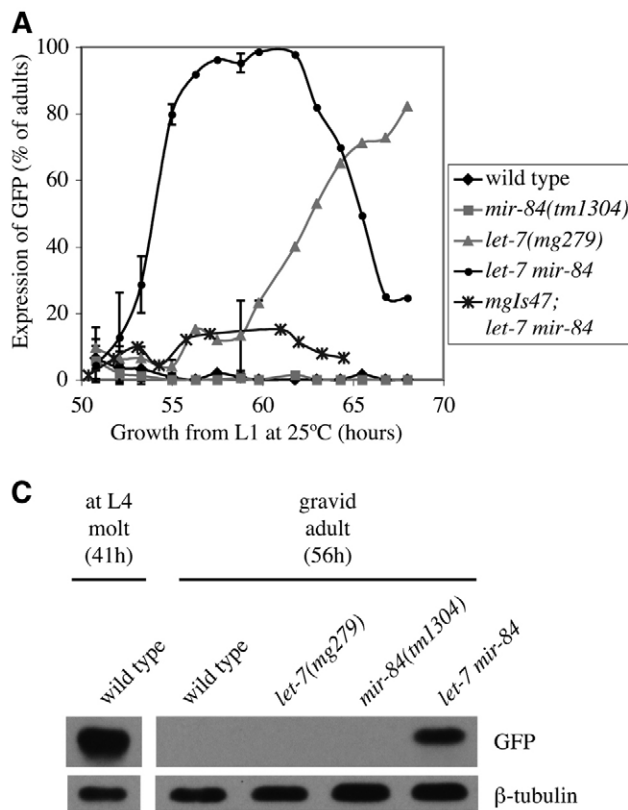 A
Expression of GFP (% of adults)
100
80
60
40
20
0
50
55
60
65
70
Growth from L1 at 25ºC (hours)
wild type
mir-84(tm1304)
let-7(mg279)
let-7 mir-84
mgIs47;
let-7 mir-84
C
at L4
molt
(41h)
gravid
adult
(56h)
wild type
wild type
let-7(mg279)
mir-84(tm1304)
let-7 mir-84
GFP
β-tubulin